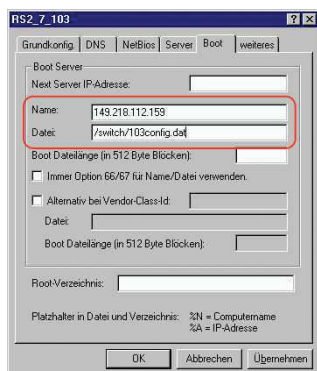 RS2_7_103
Grundkonfig. DNS NetBios Server Boot weiteres
Boot Server
Next Server IP-Adresse:
Name: 149.218.112.159
Datei: /switch/103config.dat
Boot Dateilänge (in 512 Byte Blöcken):
Immer Option 66/67 für Name/Datei verwenden.
Alternativ bei Vendor-Class-Id:
Datei:
Boot Dateilänge (in 512 Byte Blöcken):
Root-Verzeichnis:
Platzhalter in Datei und Verzeichnis: %N = Computername
%A = IP-Adresse
OK Abbrechen Übernehmen